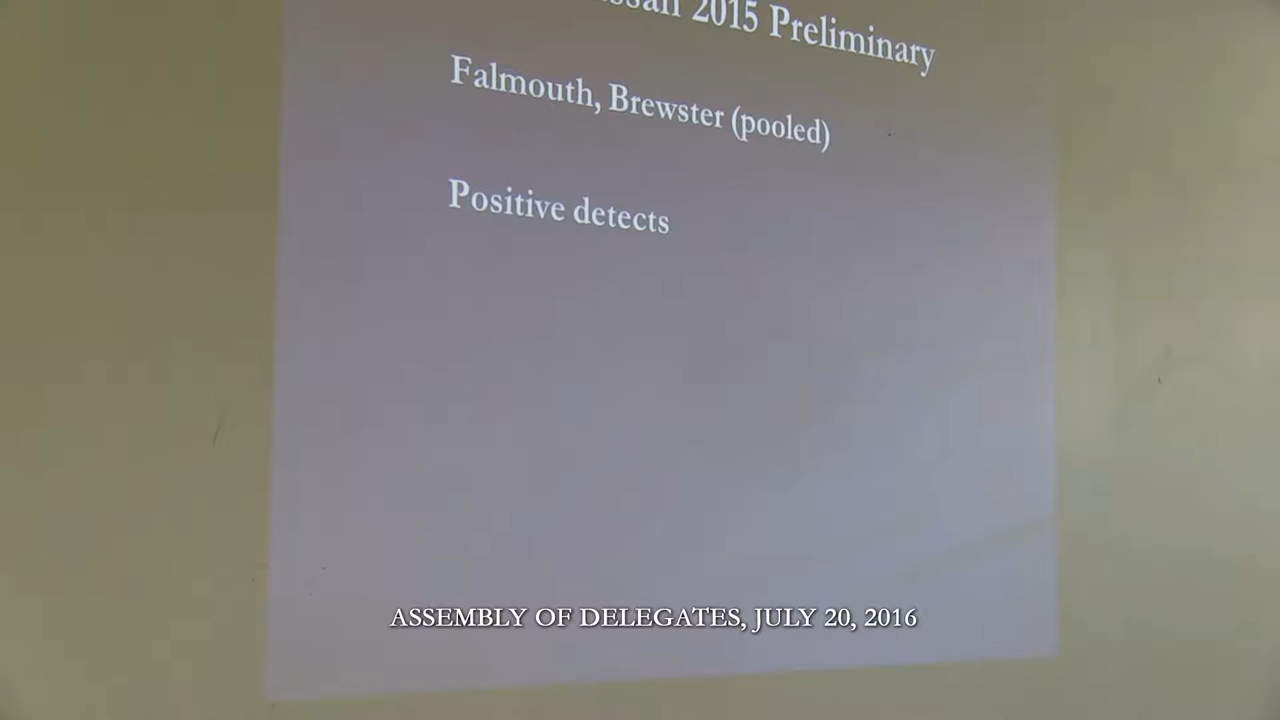 2015 Preliminary
Falmouth, Brewster (pooled)
Positive detects
ASSEMBLY OF DELEGATES, JULY 20, 2016